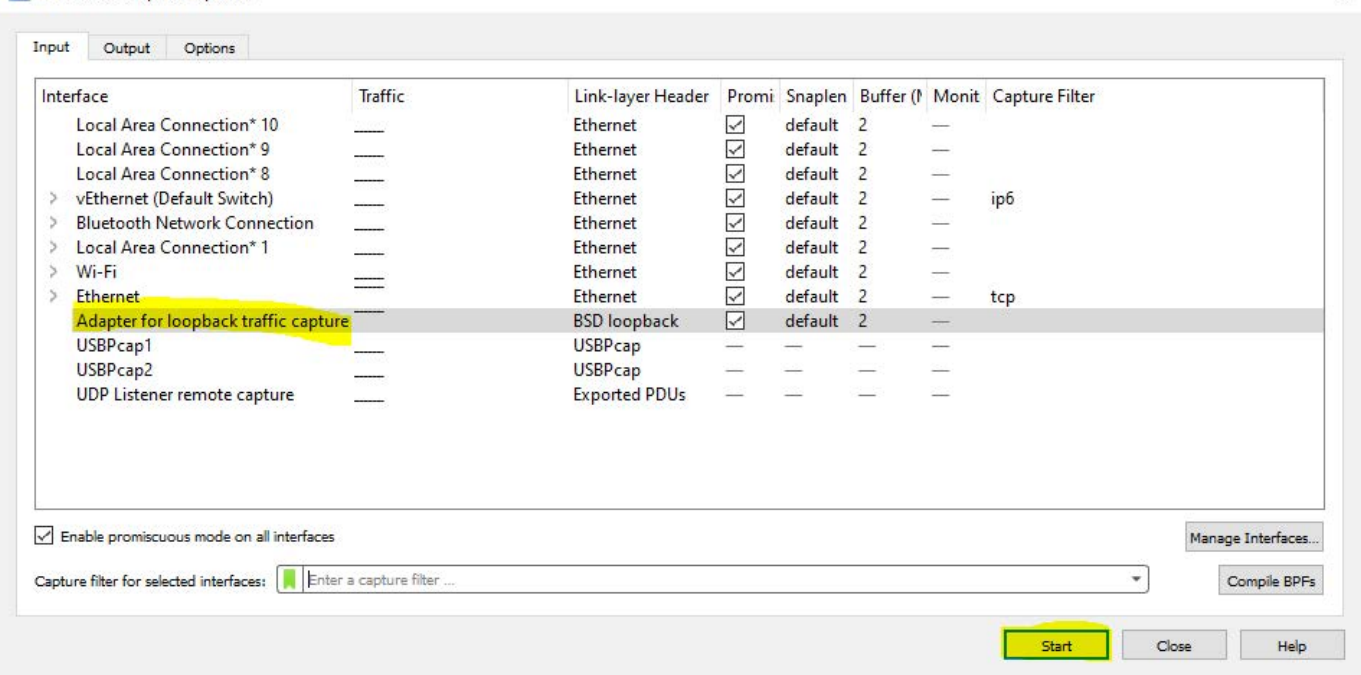 Input Output Options
Interface Traffic Link-layer Header Promi Snaplen Buffer (M Monit Capture Filter
Local Area Connection* 10 Ethernet default 2 —
Local Area Connection* 9 Ethernet default 2 —
Local Area Connection* 8 Ethernet default 2 —
vEthernet (Default Switch) Ethernet default 2 — ip6
Bluetooth Network Connection Ethernet default 2 —
Local Area Connection* 1 Ethernet default 2 —
Wi-Fi Ethernet default 2 —
Ethernet Ethernet default 2 — tcp
Adapter for loopback traffic capture BSD loopback default 2 —
USBPcap1 USBPcap — — — —
USBPcap2 USBPcap — — — —
UDP Listener remote capture Exported PDUs — — — —
Enable promiscuous mode on all interfaces Manage Interfaces...
Capture filter for selected interfaces: Enter a capture filter ... Compile BPFs
Start Close Help